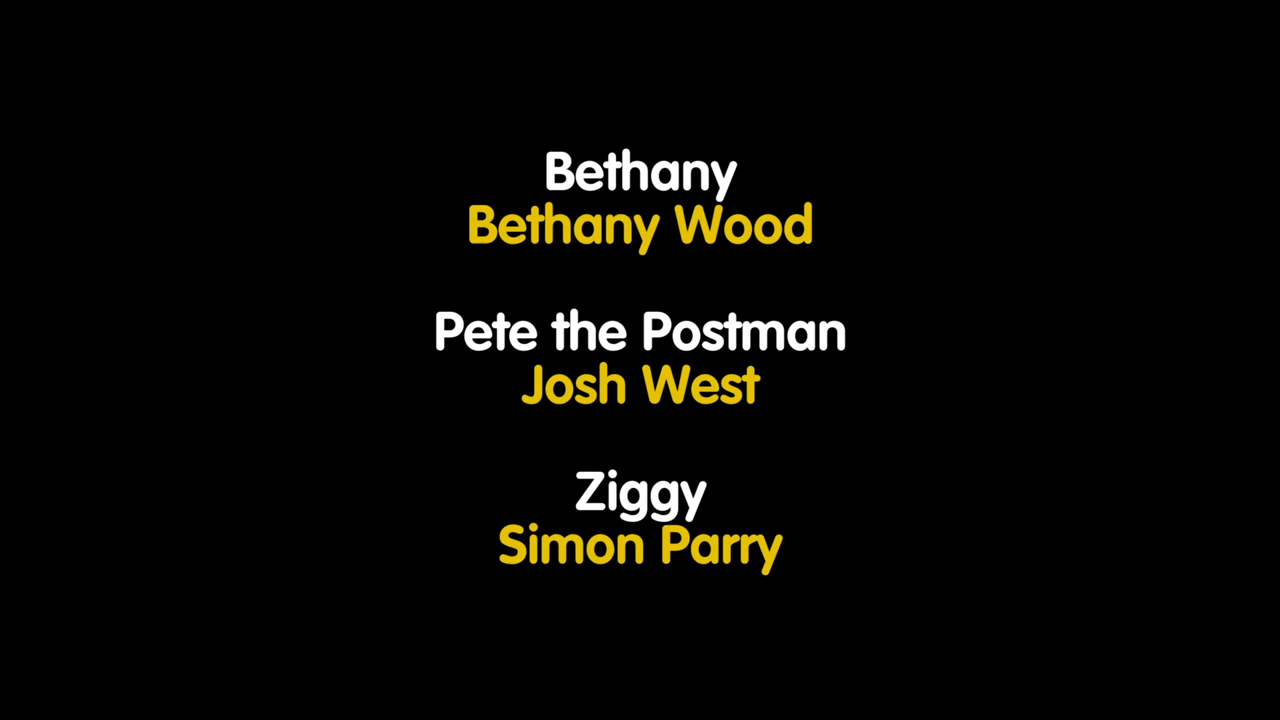 Bethany
Bethany Wood
Pete the Postman
Josh West
Ziggy
Simon Parry